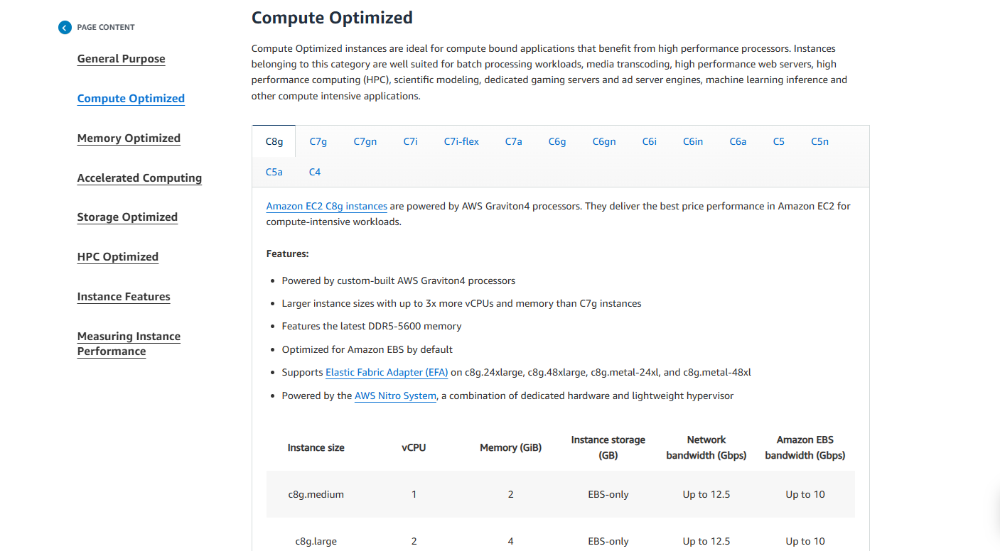 PAGE CONTENT
General Purpose
Compute Optimized
Memory Optimized
Accelerated Computing
Storage Optimized
HPC Optimized
Instance Features
Measuring Instance
Performance
Compute Optimized
Compute Optimized instances are ideal for compute bound applications that benefit from high performance processors. Instances
belonging to this category are well suited for batch processing workloads, media transcoding, high performance web servers, high
performance computing (HPC), scientific modeling, dedicated gaming servers and ad server engines, machine learning inference and
other compute intensive applications.
C8g C7g C7gn C7i C7i-flex C7a C6g C6gn C6i C6in C6a C5 C5n
C5a C4
Amazon EC2 C8g instances are powered by AWS Graviton4 processors. They deliver the best price performance in Amazon EC2 for
compute-intensive workloads.
Features:
• Powered by custom-built AWS Graviton4 processors
• Larger instance sizes with up to 3x more vCPUs and memory than C7g instances
• Features the latest DDR5-5600 memory
• Optimized for Amazon EBS by default
• Supports Elastic Fabric Adapter (EFA) on c8g.24xlarge, c8g.48xlarge, c8g.metal-24xl, and c8g.metal-48xl
• Powered by the AWS Nitro System, a combination of dedicated hardware and lightweight hypervisor
Instance size vCPU Memory (GiB) Instance storage (GB) Network bandwidth (Gbps) Amazon EBS bandwidth (Gbps)
c8g.medium 1 2 EBS-only Up to 12.5 Up to 10
c8g.large 2 4 EBS-only Up to 12.5 Up to 10